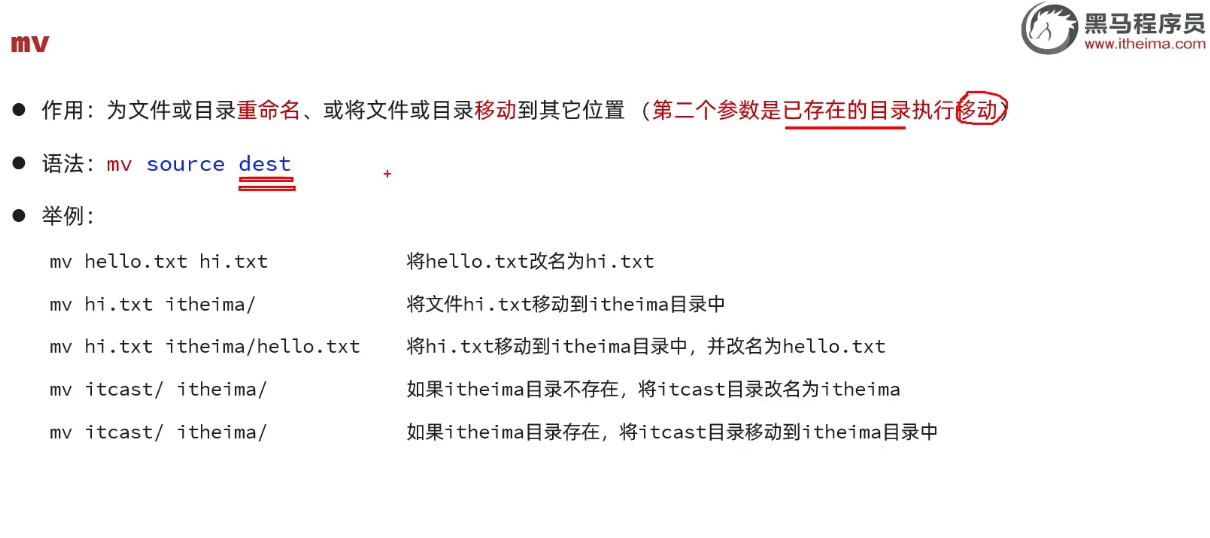 黑马程序员
www.itheima.com
mv
● 作用：为文件或目录重命名、或将文件或目录移动到其它位置 （第二个参数是已存在的目录执行移动）
● 语法：mv source dest
● 举例：
mv hello.txt hi.txt 将hello.txt改名为hi.txt
mv hi.txt itheima/ 将文件hi.txt移动到itheima目录中
mv hi.txt itheima/hello.txt 将hi.txt移动到itheima目录中，并改名为hello.txt
mv itcast/ itheima/ 如果itheima目录不存在，将itcast目录改名为itheima
mv itcast/ itheima/ 如果itheima目录存在，将itcast目录移动到itheima目录中